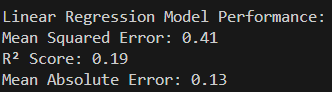 Linear Regression Model Performance:
Mean Squared Error: 0.41
R² Score: 0.19
Mean Absolute Error: 0.13